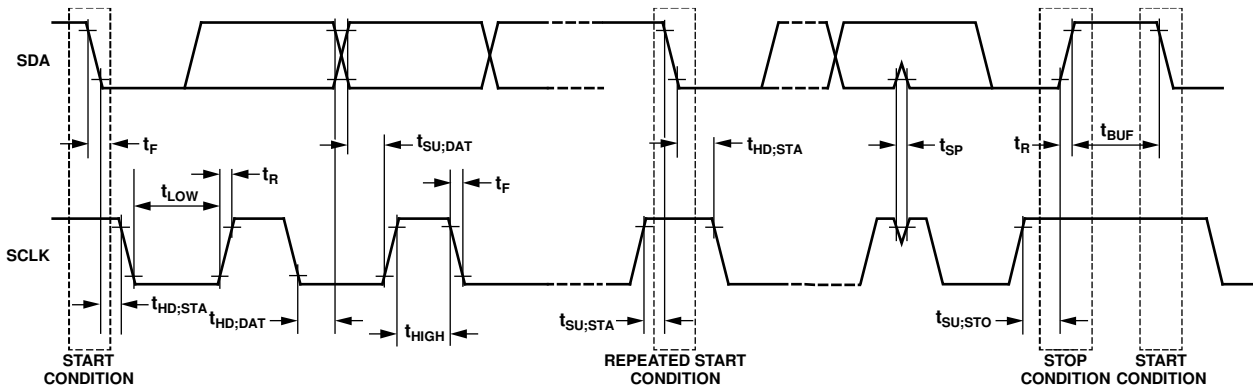 SDA
tF
tSU;DAT
tHD;STA
tSP
tR
tBUF
tLOW
tR
tF
SCLK
tHD;STA
tHD;DAT
tHIGH
tSU;STA
tSU;STO
START
CONDITION
REPEATED START
CONDITION
STOP
CONDITION
START
CONDITION